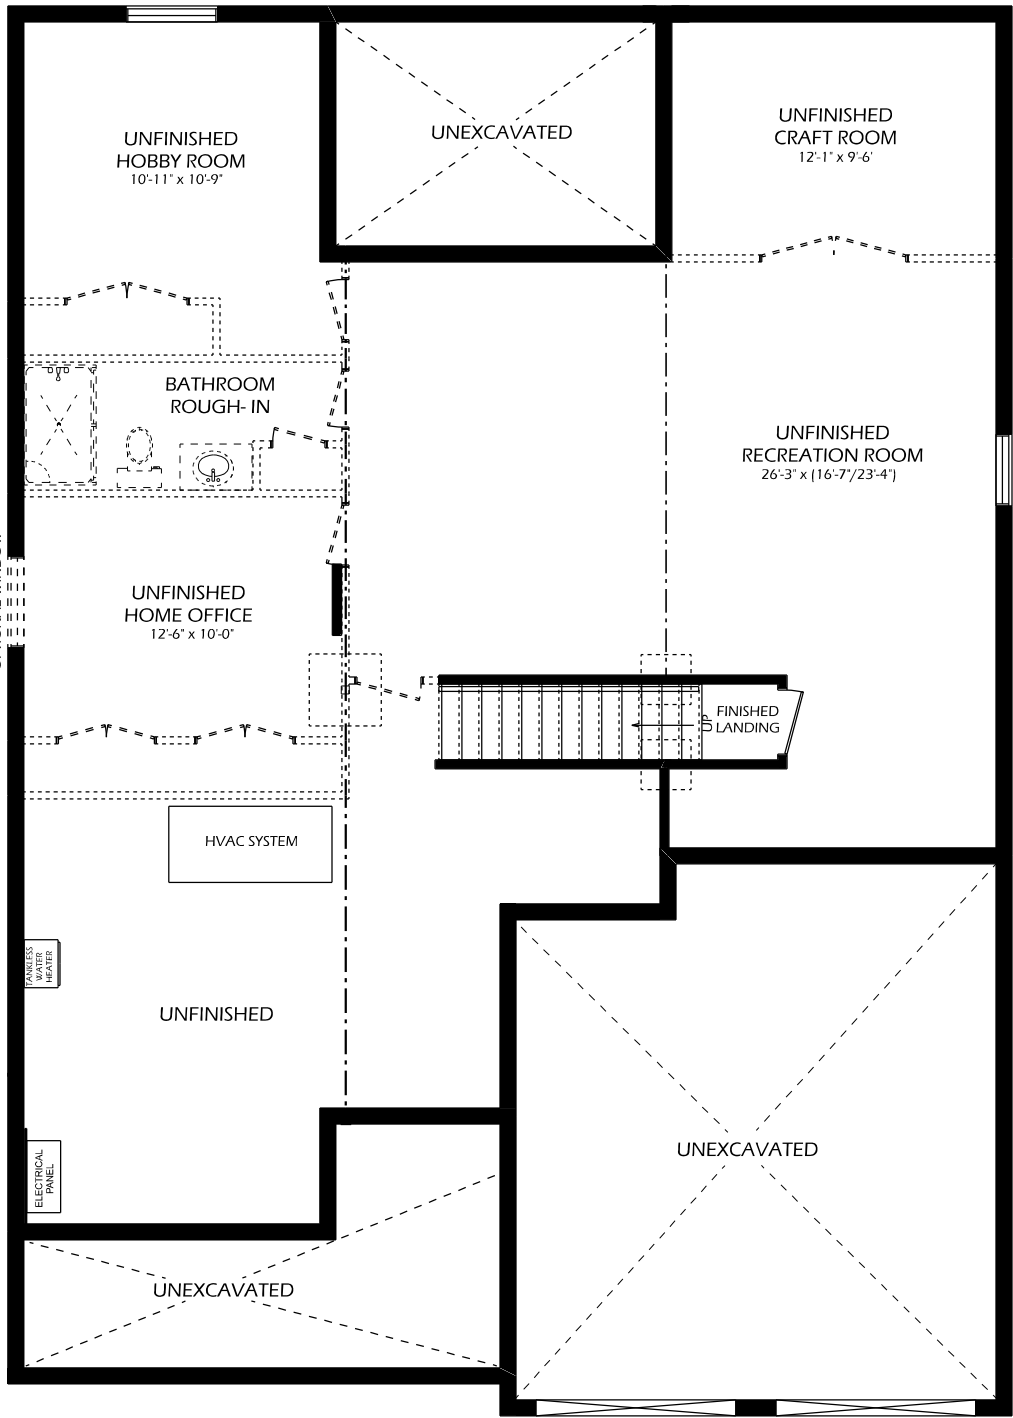 UNFINISHED
HOBBY ROOM
10'-11" x 10'-9"
UNEXCAVATED
UNFINISHED
CRAFT ROOM
12'-1" x 9'-6'
BATHROOM
ROUGH- IN
UNFINISHED
RECREATION ROOM
26'-3" x (16'-7"/23'-4")
UNFINISHED
HOME OFFICE
12'-6" x 10'-0"
UP
FINISHED
LANDING
HVAC SYSTEM
TANKLESS
WATER
HEATER
UNFINISHED
ELECTRICAL
PANEL
UNEXCAVATED
UNEXCAVATED